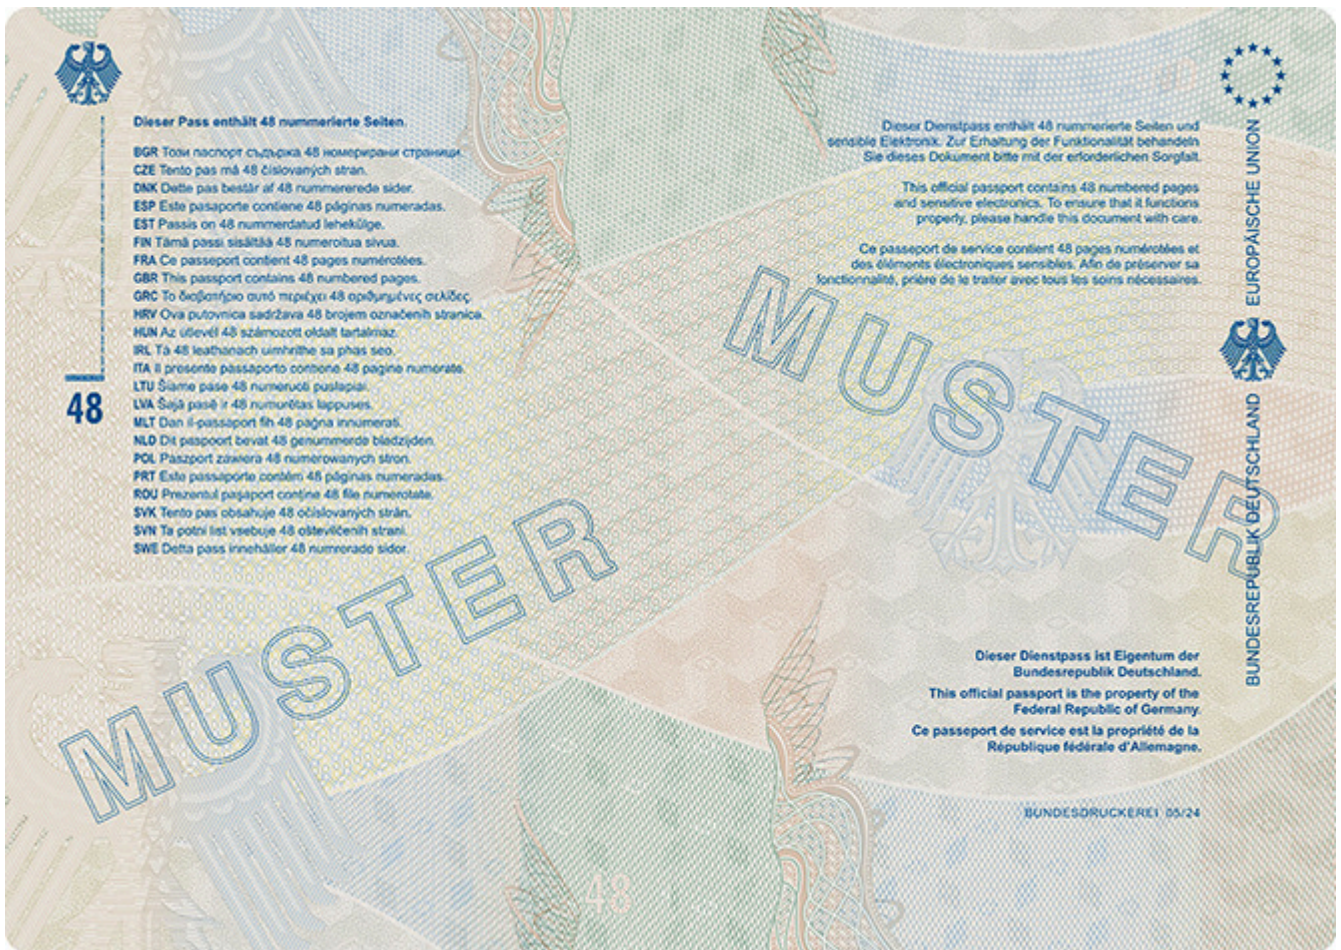 Dieser Pass enthält 48 nummerierte Seiten.
BGR Този паспорт съдържа 48 номерирани страници.
CZE Tento pas má 48 číslovaných stran.
DNK Dette pas består af 48 nummererede sider.
ESP Este pasaporte contiene 48 páginas numeradas.
EST Passis on 48 nummerdatud lehekülge.
FIN Tämä passi sisältää 48 numeroitua sivua.
FRA Ce passeport contient 48 pages numérotées.
GBR This passport contains 48 numbered pages.
GRC Το διαβατήριο αυτό περιέχει 48 αριθμημένες σελίδες.
HRV Ova putovnica sadržava 48 brojem označenih stranica.
HUN Az útlevél 48 számozott oldalt tartalmaz.
IRL Tá 48 leathanach uimhrithe sa phas seo.
ITA Il presente passaporto contiene 48 pagine numerate.
LTU Šiame pase 48 numeruoti puslapiai.
LVA Šajā pasē ir 48 numurētas lappuses.
MLT Dan il-passaport fih 48 paġna innumerati.
NLD Dit paspoort bevat 48 genummerde bladzijden.
POL Paszport zawiera 48 numerowanych stron.
PRT Este passaporte contém 48 páginas numeradas.
ROU Prezentul paşaport conţine 48 file numerotate.
SVK Tento pas obsahuje 48 očíslovaných strán.
SVN Ta potni list vsebuje 48 oštevilčenih strani.
SWE Detta pass innehåller 48 numrerade sidor.
48
MUSTER
48
Dieser Dienstpass enthält 48 nummerierte Seiten und
sensible Elektronik. Zur Erhaltung der Funktionalität behandeln
Sie dieses Dokument bitte mit der erforderlichen Sorgfalt.
This official passport contains 48 numbered pages
and sensitive electronics. To ensure that it functions
properly, please handle this document with care.
Ce passeport de service contient 48 pages numérotées et
des éléments électroniques sensibles. Afin de préserver sa
fonctionnalité, prière de le traiter avec tous les soins nécessaires.
MUSTER
Dieser Dienstpass ist Eigentum der
Bundesrepublik Deutschland.
This official passport is the property of the
Federal Republic of Germany.
Ce passeport de service est la propriété de la
République fédérale d'Allemagne.
BUNDESDRUCKEREI 05/24
BUNDESREPUBLIK DEUTSCHLAND
EUROPÄISCHE UNION